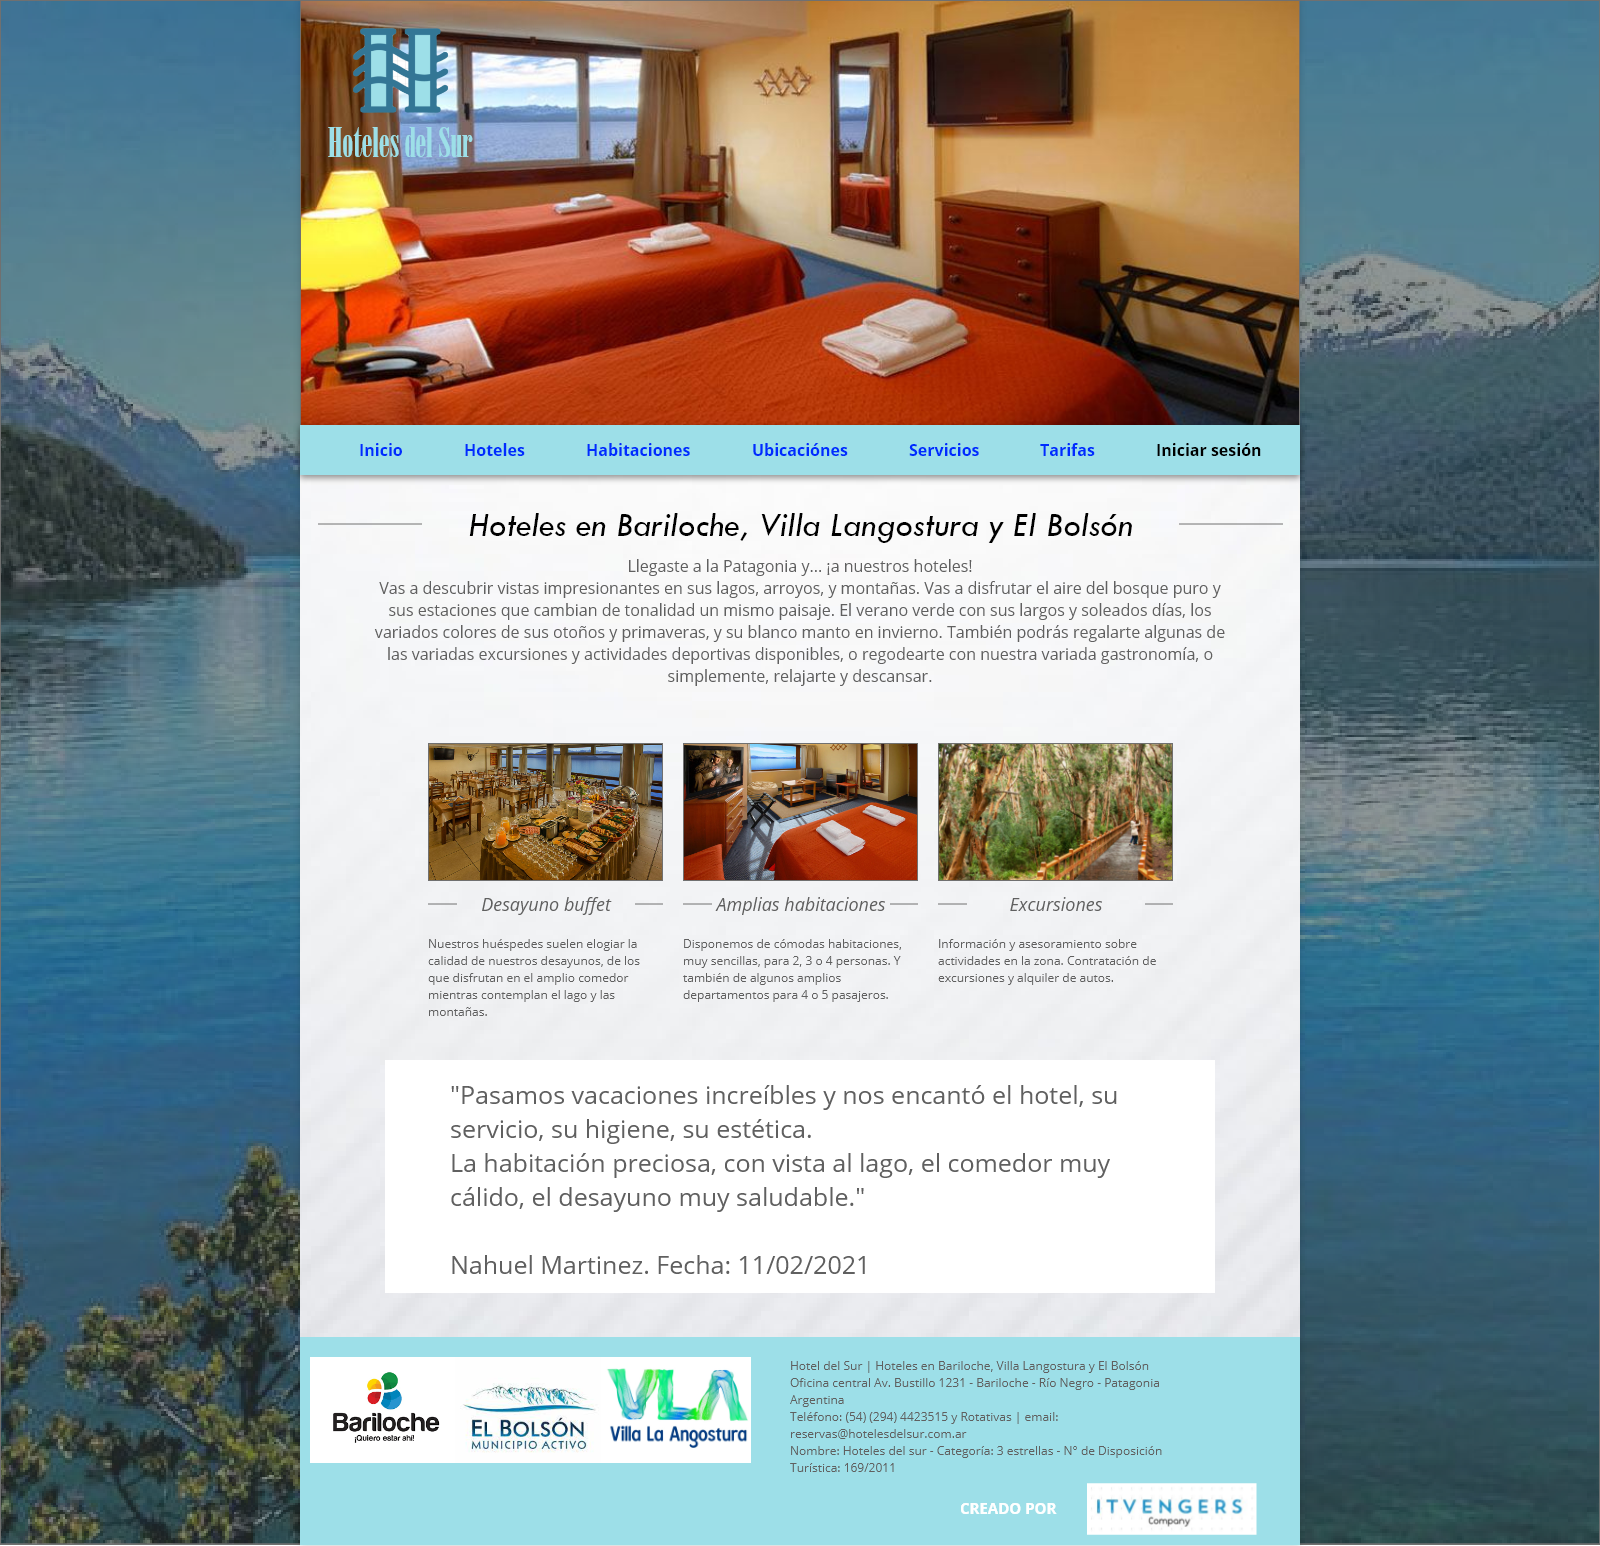 Hoteles del Sur
Inicio
Hoteles
Habitaciones
Ubicaciónes
Servicios
Tarifas
Iniciar sesión
Hoteles en Bariloche, Villa Langostura y El Bolsón
Llegaste a la Patagonia y... ¡a nuestros hoteles!
Vas a descubrir vistas impresionantes en sus lagos, arroyos, y montañas. Vas a disfrutar el aire del bosque puro y
sus estaciones que cambian de tonalidad un mismo paisaje. El verano verde con sus largos y soleados días, los
variados colores de sus otoños y primaveras, y su blanco manto en invierno. También podrás regalarte algunas de
las variadas excursiones y actividades deportivas disponibles, o regodearte con nuestra variada gastronomía, o
simplemente, relajarte y descansar.
Desayuno buffet
Nuestros huéspedes suelen elogiar la
calidad de nuestros desayunos, de los
que disfrutan en el amplio comedor
mientras contemplan el lago y las
montañas.
Amplias habitaciones
Disponemos de cómodas habitaciones,
muy sencillas, para 2, 3 o 4 personas. Y
también de algunos amplios
departamentos para 4 o 5 pasajeros.
Excursiones
Información y asesoramiento sobre
actividades en la zona. Contratación de
excursiones y alquiler de autos.
"Pasamos vacaciones increíbles y nos encantó el hotel, su
servicio, su higiene, su estética.
La habitación preciosa, con vista al lago, el comedor muy
cálido, el desayuno muy saludable."
Nahuel Martinez. Fecha: 11/02/2021
Bariloche
¡Quiero estar ahí!
EL BOLSÓN
MUNICIPIO ACTIVO
VLA
Villa La Angostura
Hotel del Sur | Hoteles en Bariloche, Villa Langostura y El Bolsón
Oficina central Av. Bustillo 1231 - Bariloche - Río Negro - Patagonia
Argentina
Teléfono: (54) (294) 4423515 y Rotativas | email:
reservas@hotelesdelsur.com.ar
Nombre: Hoteles del sur - Categoría: 3 estrellas - N° de Disposición
Turística: 169/2011
CREADO POR
ITVENGERS
Company